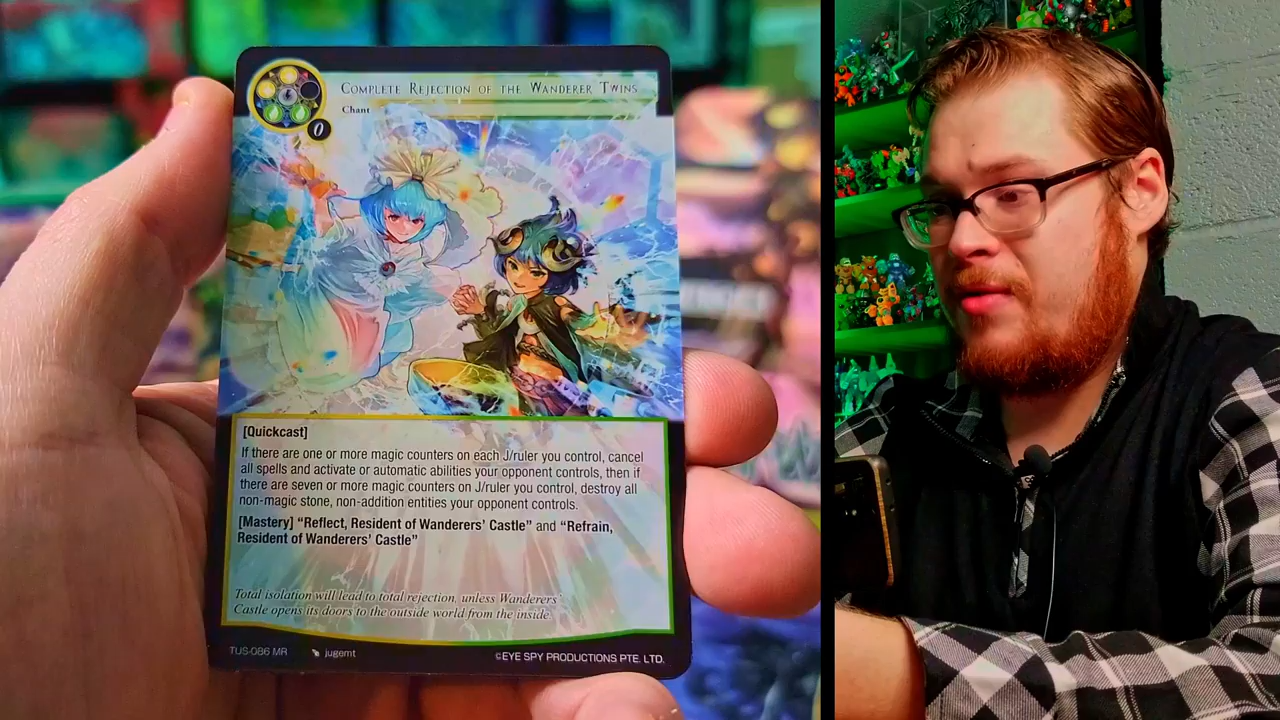 COMPLETE REJECTION OF THE WANDERER TWINS
Chant
0
[Quickcast]
If there are one or more magic counters on each J/ruler you control, cancel
all spells and activate or automatic abilities your opponent controls, then if
there are seven or more magic counters on J/ruler you control, destroy all
non-magic stone, non-addition entities your opponent controls.
[Mastery] "Reflect, Resident of Wanderers' Castle" and "Refrain,
Resident of Wanderers' Castle"
Total isolation will lead to total rejection, unless Wanderers'
Castle opens its doors to the outside world from the inside.
TUS-086 MR jugemt ©EYE SPY PRODUCTIONS PTE. LTD.